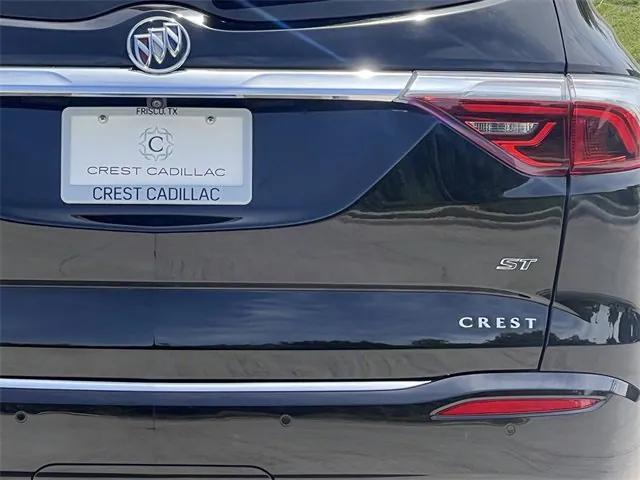 FRISCO, TX
C
CREST CADILLAC
CREST CADILLAC
ST
CREST